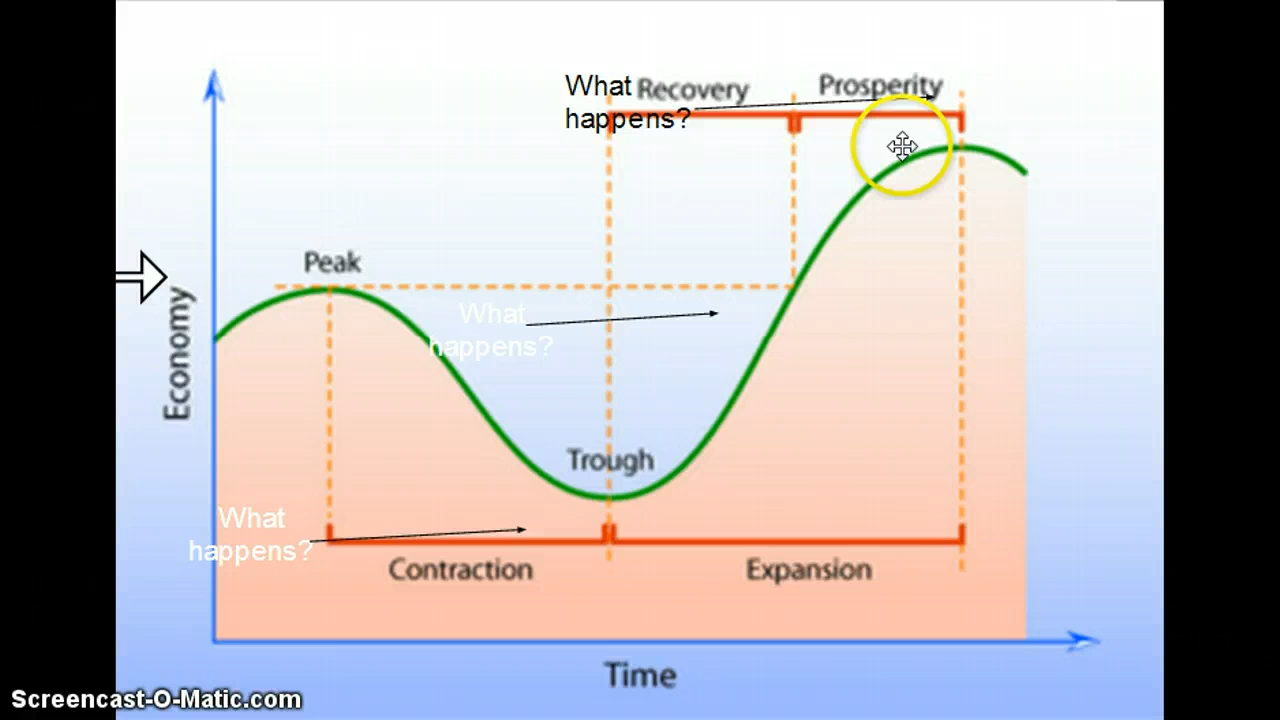 What
happens?
Recovery
Prosperity
Peak
Economy
What
happens?
Trough
What
happens?
Contraction
Expansion
Time
Screencast-O-Matic.com